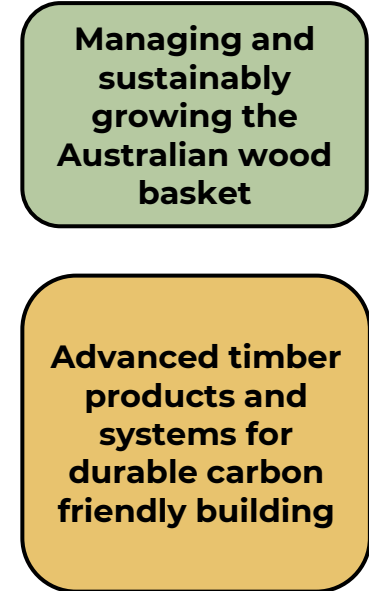 Managing and
sustainably
growing the
Australian wood
basket
Advanced timber
products and
systems for
durable carbon
friendly building